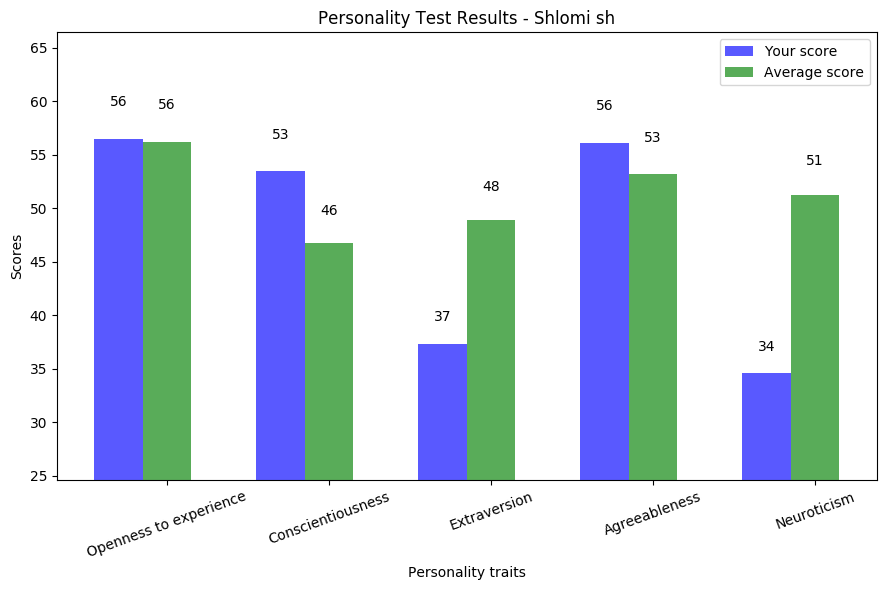 Personality Test Results - Shlomi sh
Your score
Average score
65
60
55
50
45
40
35
30
25
Scores
56
56
53
46
37
48
56
53
34
51
Openness to experience
Conscientiousness
Extraversion
Agreeableness
Neuroticism
Personality traits